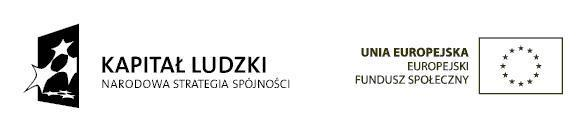 KAPITAŁ LUDZKI
NARODOWA STRATEGIA SPÓJNOŚCI
UNIA EUROPEJSKA
EUROPEJSKI
FUNDUSZ SPOŁECZNY